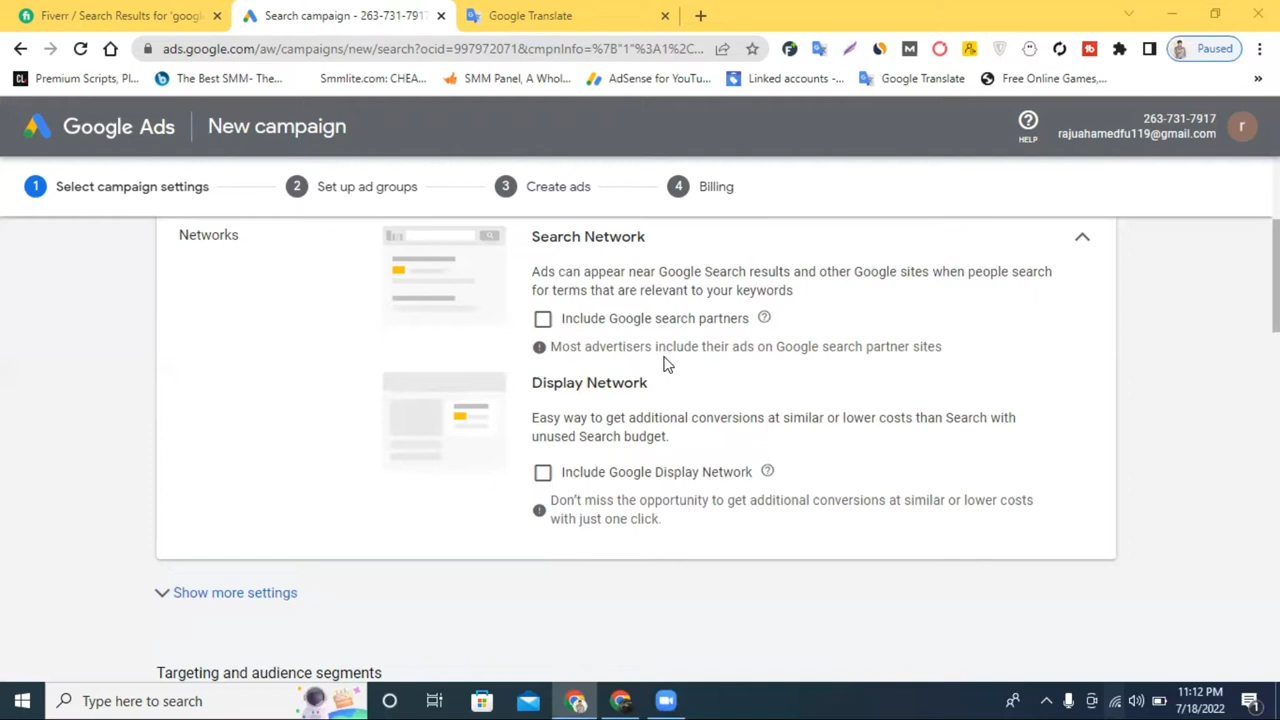 Fiverr / Search Results for 'googl
Search campaign - 263-731-7917
Google Translate
ads.google.com/aw/campaigns/new/search?ocid=997972071&cmpnInfo=%7B"1"%3A1%2C...
Paused
Premium Scripts, Pl...
The Best SMM- The...
Smmlite.com: CHEA...
SMM Panel, A Whol...
AdSense for YouTu...
Linked accounts -...
Google Translate
Free Online Games,...
»
Google Ads
New campaign
HELP
263-731-7917
rajuahamedfu119@gmail.com
r
1 Select campaign settings
2 Set up ad groups
3 Create ads
4 Billing
Networks
Search Network
Ads can appear near Google Search results and other Google sites when people search
for terms that are relevant to your keywords
Include Google search partners
Most advertisers include their ads on Google search partner sites
Display Network
Easy way to get additional conversions at similar or lower costs than Search with
unused Search budget.
Include Google Display Network
Don't miss the opportunity to get additional conversions at similar or lower costs
with just one click.
Show more settings
Targeting and audience segments
Type here to search
11:12 PM
7/18/2022
1